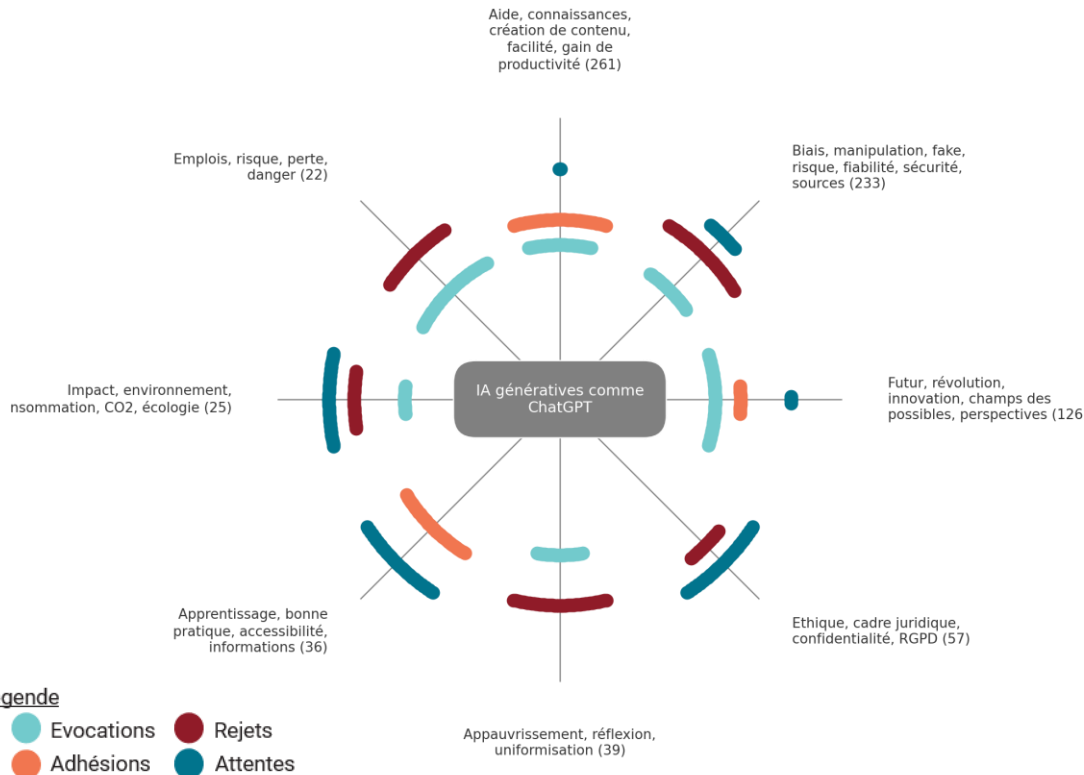 Aide, connaissances,
création de contenu,
facilité, gain de
productivité (261)
Emplois, risque, perte,
danger (22)
Biais, manipulation, fake,
risque, fiabilité, sécurité,
sources (233)
Impact, environnement,
nsommation, CO2, écologie (25)
IA génératives comme
ChatGPT
Futur, révolution,
innovation, champs des
possibles, perspectives (126
Apprentissage, bonne
pratique, accessibilité,
informations (36)
Ethique, cadre juridique,
confidentialité, RGPD (57)
Appauvrissement, réflexion,
uniformisation (39)
gende
Evocations
Rejets
Adhésions
Attentes